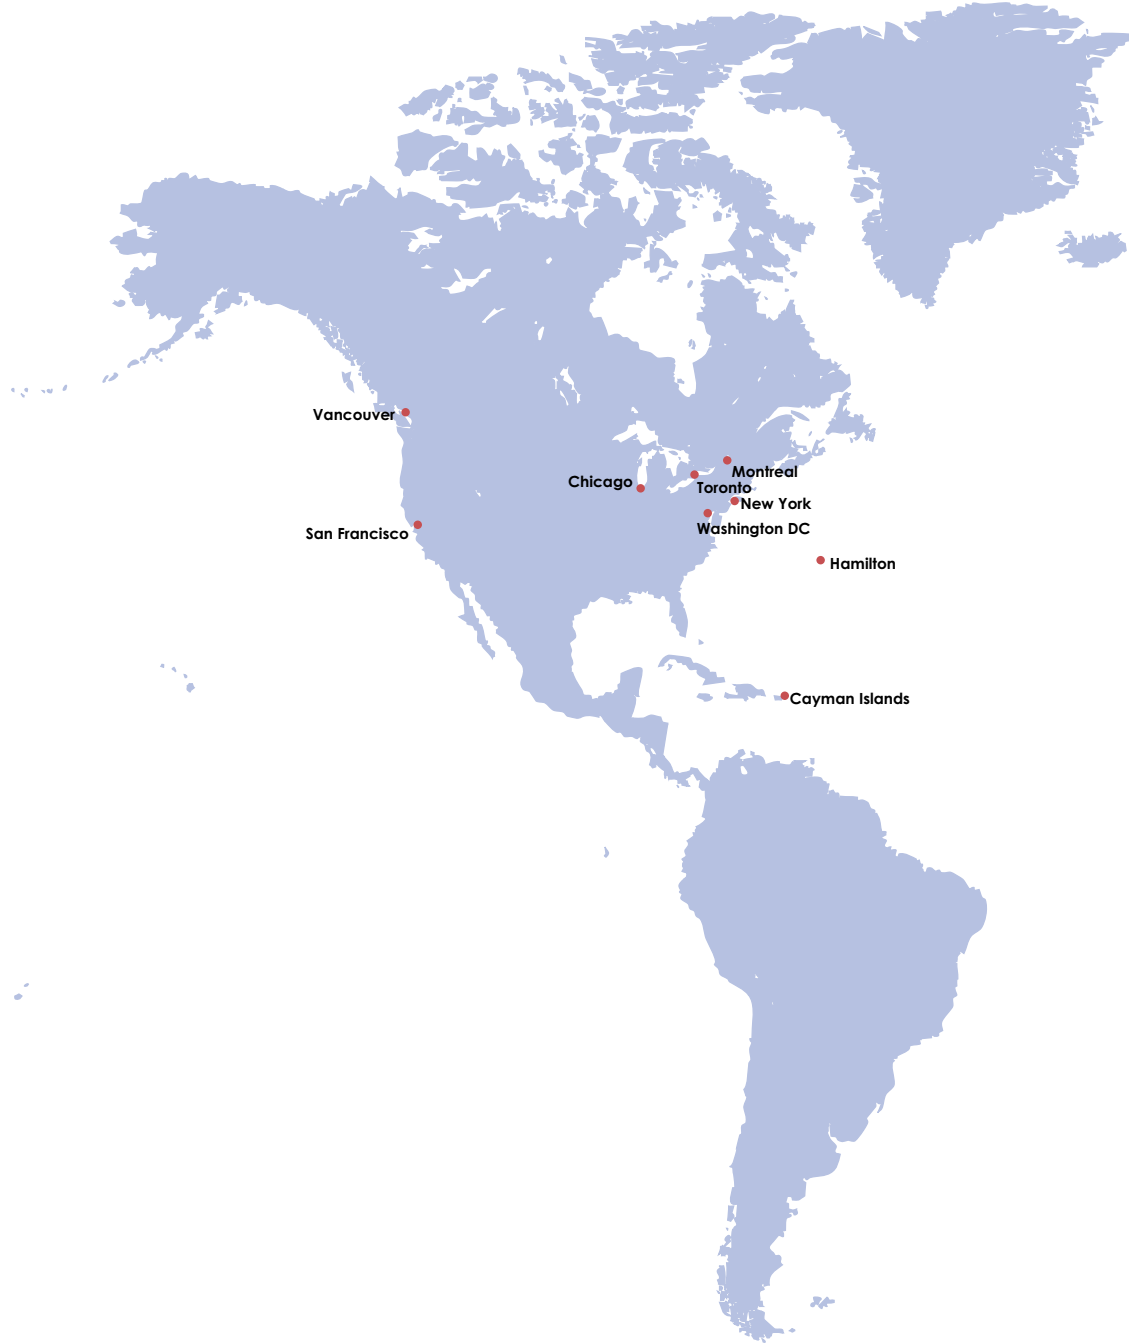 Vancouver
Montreal
Chicago
Toronto
New York
Washington DC
San Francisco
Hamilton
Cayman Islands